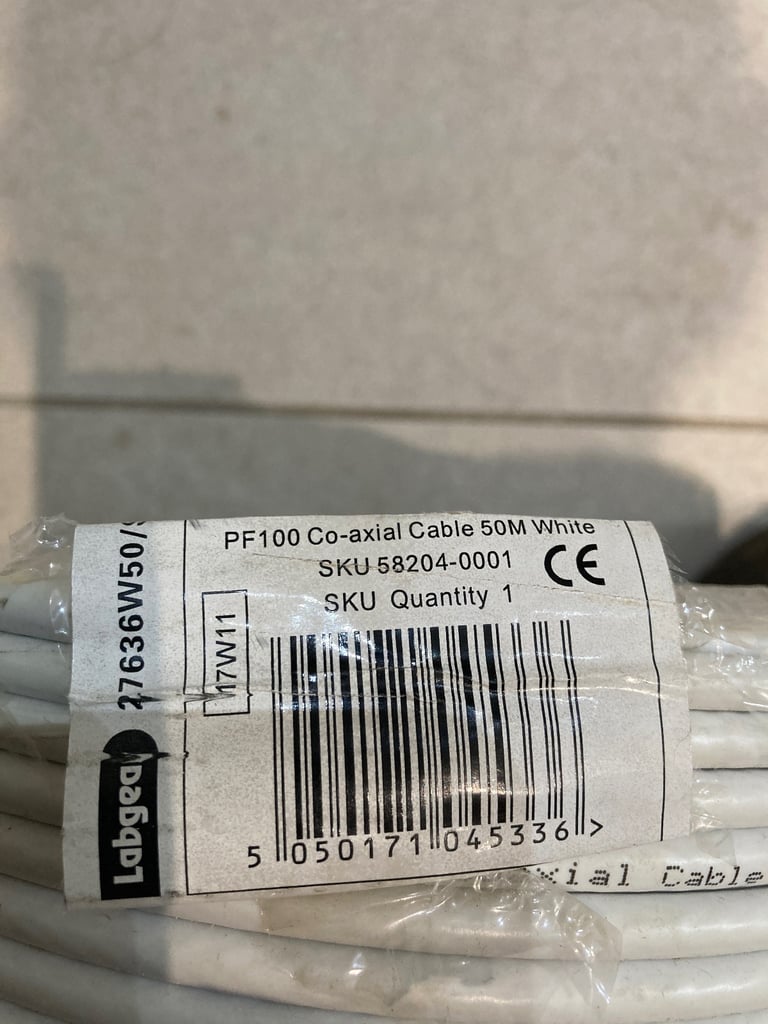 PF100 Co-axial Cable 50M White
SKU 58204-0001
CE
SKU Quantity 1
17W11
27636W50/
Labgear
5 050171 045336 >
xial Cable